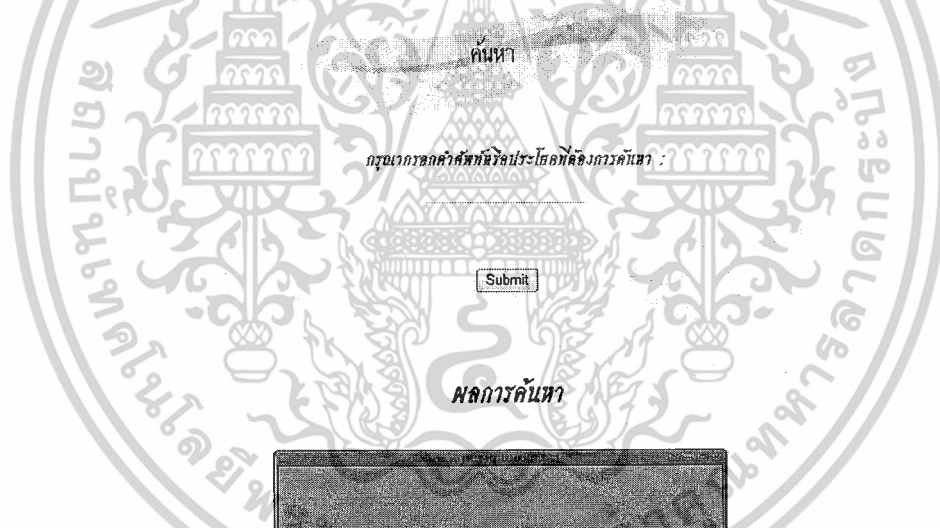 ค้นหา
กรุณากรอกคำศัพท์หรือประโยคที่ต้องการค้นหา :
Submit
ผลการค้นหา